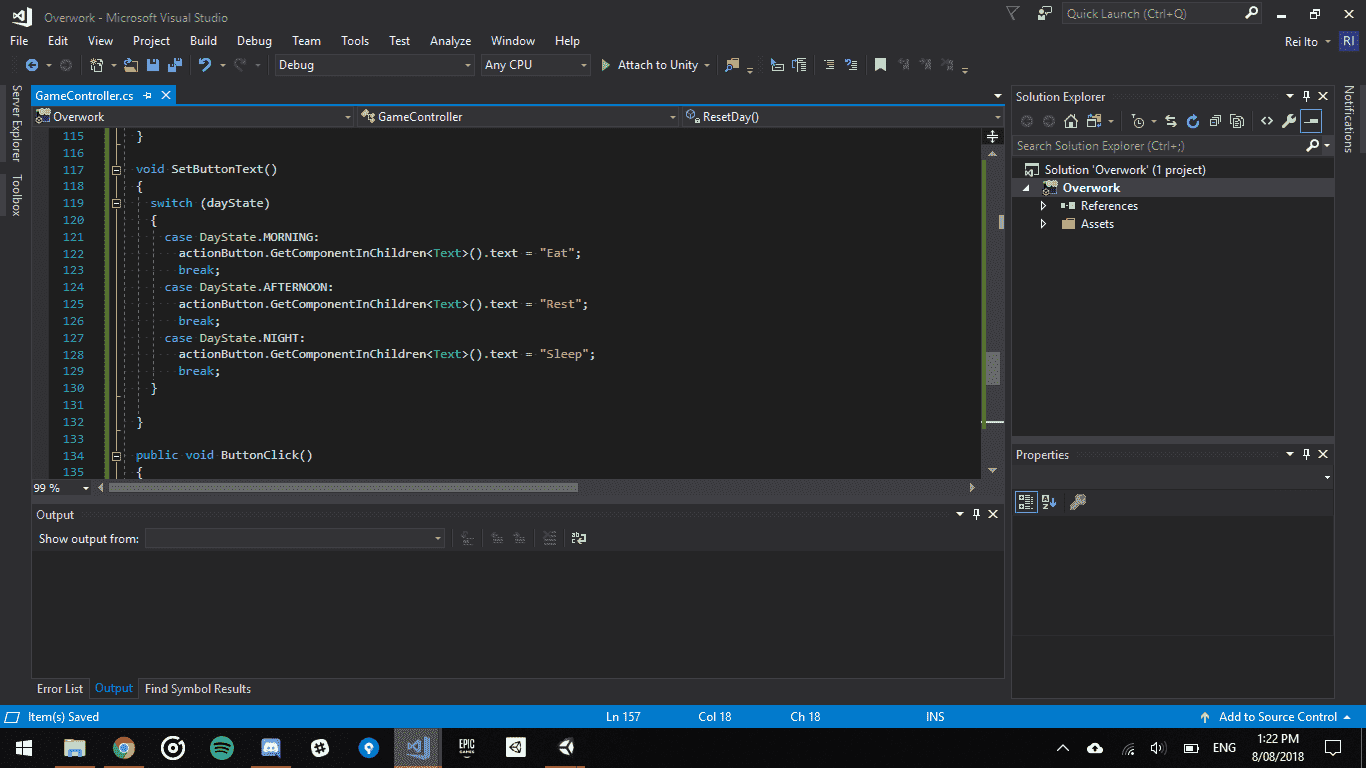 Overwork - Microsoft Visual Studio
Quick Launch (Ctrl+Q)
File Edit View Project Build Debug Team Tools Test Analyze Window Help
Rei Ito RI
Debug Any CPU Attach to Unity
Server Explorer
Toolbox
GameController.cs
Overwork GameController ResetDay()
115 }
116
117 void SetButtonText()
118 {
119 switch (dayState)
120 {
121 case DayState.MORNING:
122 actionButton.GetComponentInChildren<Text>().text = "Eat";
123 break;
124 case DayState.AFTERNOON:
125 actionButton.GetComponentInChildren<Text>().text = "Rest";
126 break;
127 case DayState.NIGHT:
128 actionButton.GetComponentInChildren<Text>().text = "Sleep";
129 break;
130 }
131
132 }
133
134 public void ButtonClick()
135 {
99 %
Output
Show output from:
Error List Output Find Symbol Results
Solution Explorer
Search Solution Explorer (Ctrl+;)
Solution 'Overwork' (1 project)
Overwork
References
Assets
Properties
Notifications
Item(s) Saved Ln 157 Col 18 Ch 18 INS Add to Source Control
EPIC
GAMES
ENG
1:22 PM
8/08/2018